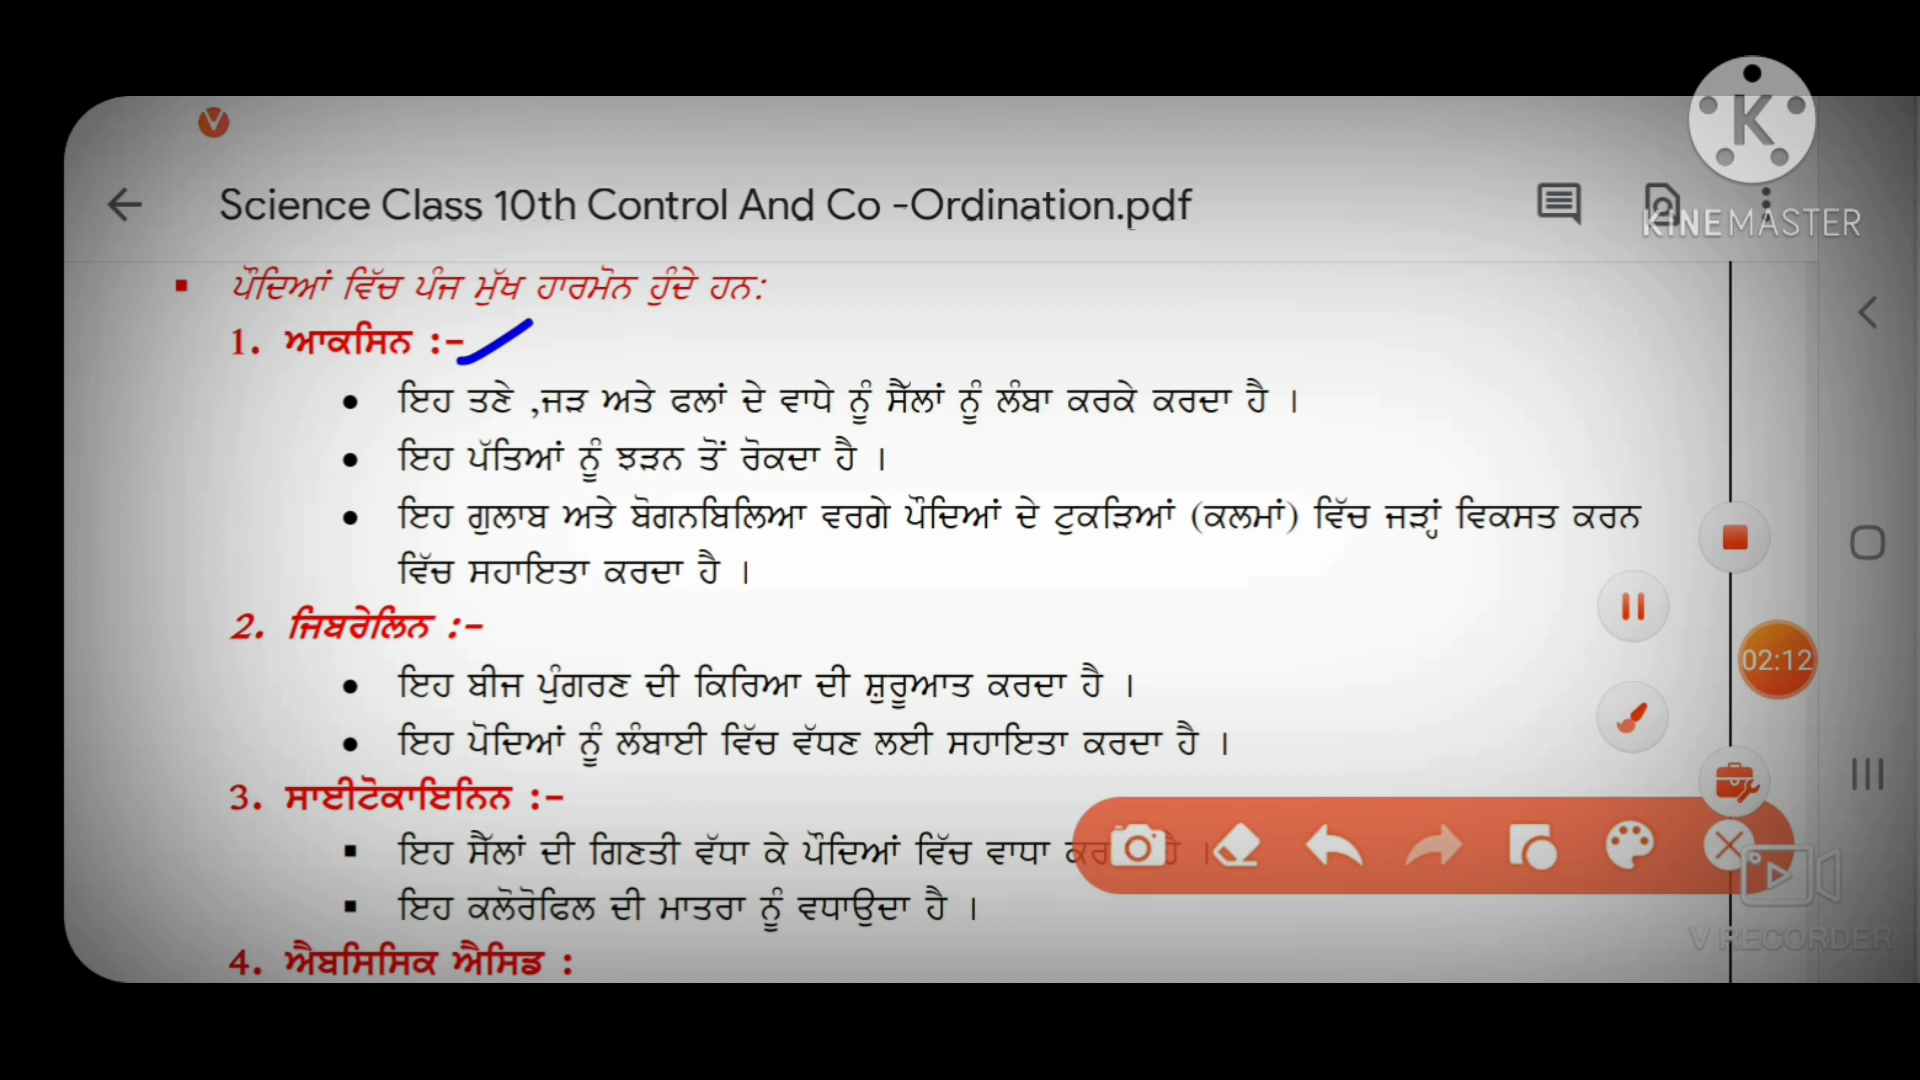 Science Class 10th Control And Co -Ordination.pdf
K
KINEMASTER
ਪੌਦਿਆਂ ਵਿੱਚ ਪੰਜ ਮੁੱਖ ਹਾਰਮੋਨ ਹੁੰਦੇ ਹਨ:
1. ਆਕਸਿਨ :–
ਇਹ ਤਣੇ ,ਜੜ ਅਤੇ ਫਲਾਂ ਦੇ ਵਾਧੇ ਨੂੰ ਸੈੱਲਾਂ ਨੂੰ ਲੰਬਾ ਕਰਕੇ ਕਰਦਾ ਹੈ ।
ਇਹ ਪੱਤਿਆਂ ਨੂੰ ਝੜਨ ਤੋਂ ਰੋਕਦਾ ਹੈ ।
ਇਹ ਗੁਲਾਬ ਅਤੇ ਬੋਗਨਬਿਲਿਆ ਵਰਗੇ ਪੌਦਿਆਂ ਦੇ ਟੁਕੜਿਆਂ (ਕਲਮਾਂ) ਵਿੱਚ ਜੜ੍ਹਾਂ ਵਿਕਸਤ ਕਰਨ
ਵਿੱਚ ਸਹਾਇਤਾ ਕਰਦਾ ਹੈ ।
2. ਜਿਬਰੇਲਿਨ :–
ਇਹ ਬੀਜ ਪੁੰਗਰਣ ਦੀ ਕਿਰਿਆ ਦੀ ਸ਼ੁਰੂਆਤ ਕਰਦਾ ਹੈ ।
02:12
ਇਹ ਪੋਦਿਆਂ ਨੂੰ ਲੰਬਾਈ ਵਿੱਚ ਵੱਧਣ ਲਈ ਸਹਾਇਤਾ ਕਰਦਾ ਹੈ ।
3. ਸਾਈਟੋਕਾਇਨਿਨ :–
ਇਹ ਸੈੱਲਾਂ ਦੀ ਗਿਣਤੀ ਵੱਧਾ ਕੇ ਪੌਦਿਆਂ ਵਿੱਚ ਵਾਧਾ ਹੈ ।
ਇਹ ਕਲੋਰੋਫਿਲ ਦੀ ਮਾਤਰਾ ਨੂੰ ਵਧਾਉਦਾ ਹੈ ।
V RECORDER
4. ਐਬਸਿਸਿਕ ਐਸਿਡ :